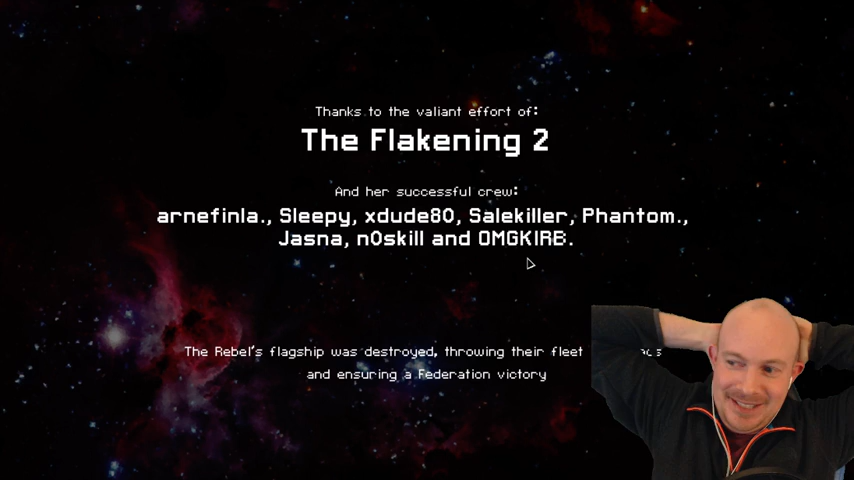 Thanks to the valiant effort of:
The Flakening 2
And her successful crew:
arnefinla., Sleepy, xdude80, Salekiller, Phantom.,
Jasna, n0skill and OMGKIRB.
The Rebel's flagship was destroyed, throwing their fleet
and ensuring a Federation victory